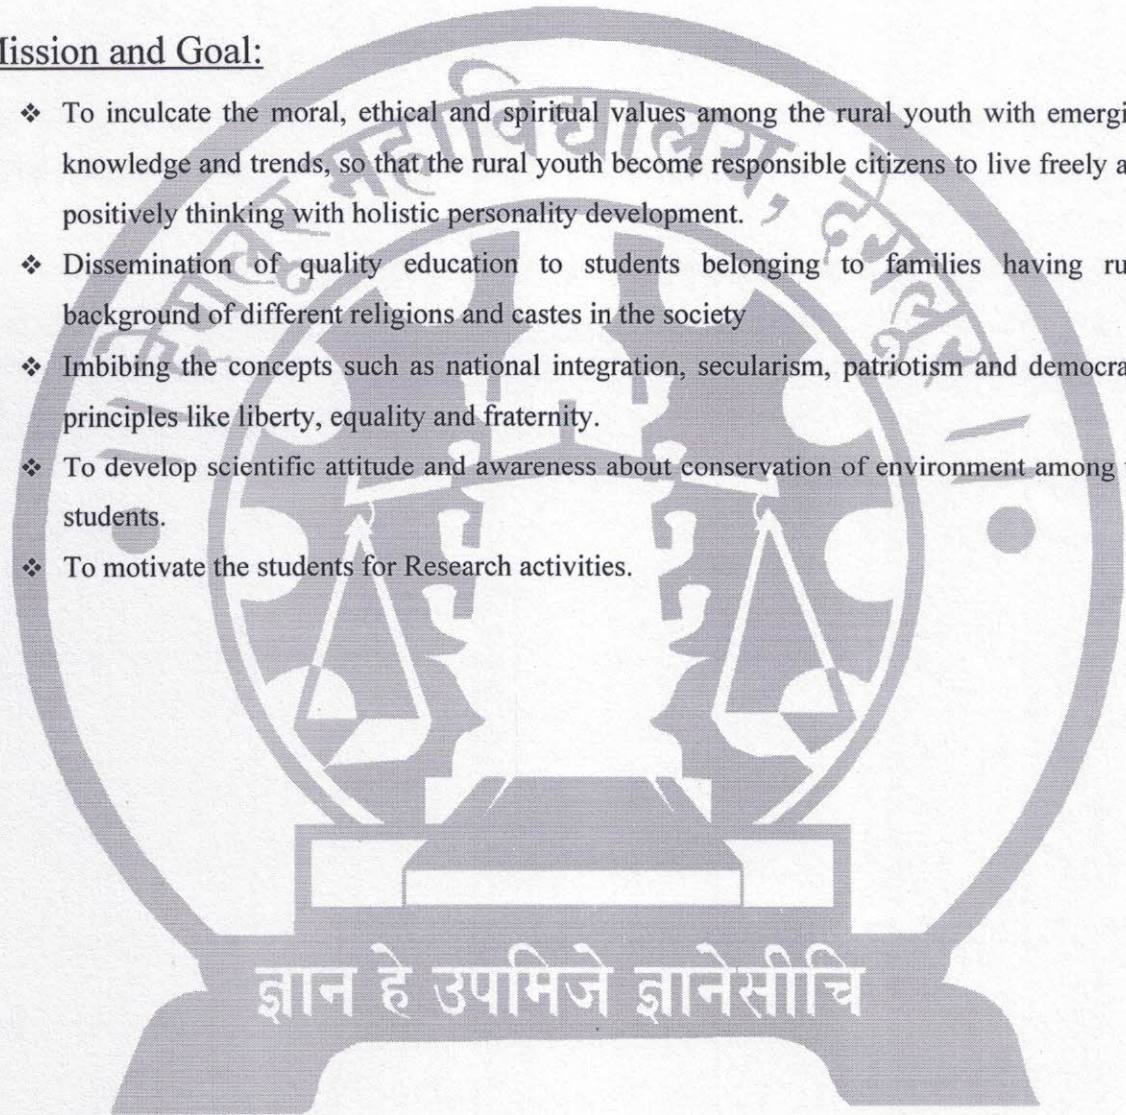 Mission and Goal:
❖ To inculcate the moral, ethical and spiritual values among the rural youth with emergi
knowledge and trends, so that the rural youth become responsible citizens to live freely a
positively thinking with holistic personality development.
❖ Dissemination of quality education to students belonging to families having ru
background of different religions and castes in the society
❖ Imbibing the concepts such as national integration, secularism, patriotism and democra
principles like liberty, equality and fraternity.
❖ To develop scientific attitude and awareness about conservation of environment among t
students.
❖ To motivate the students for Research activities.
देगलूर महाविद्यालय, देगलूर
ज्ञान हे उपमिजे ज्ञानेसीचि